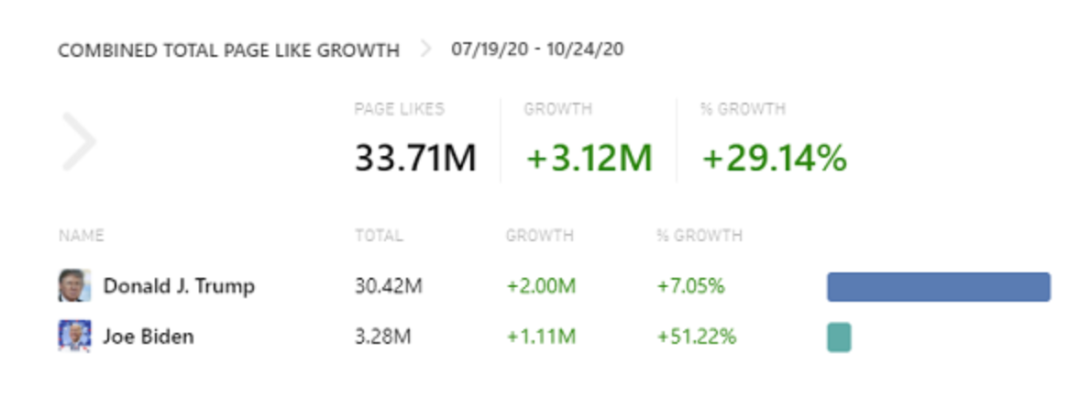 COMBINED TOTAL PAGE LIKE GROWTH > 07/19/20 - 10/24/20
PAGE LIKES GROWTH % GROWTH
33.71M +3.12M +29.14%
NAME TOTAL GROWTH % GROWTH
Donald J. Trump 30.42M +2.00M +7.05%
Joe Biden 3.28M +1.11M +51.22%